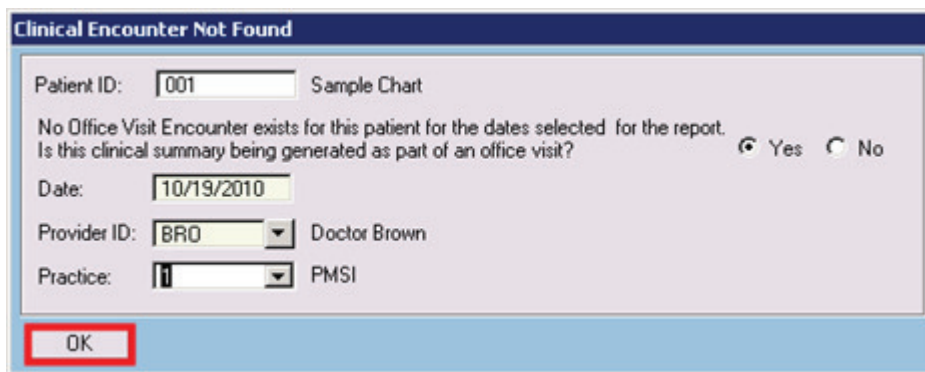 Clinical Encounter Not Found
Patient ID: 001 Sample Chart
No Office Visit Encounter exists for this patient for the dates selected for the report.
Is this clinical summary being generated as part of an office visit? Yes No
Date: 10/19/2010
Provider ID: BRO Doctor Brown
Practice: 1 PMSI
OK